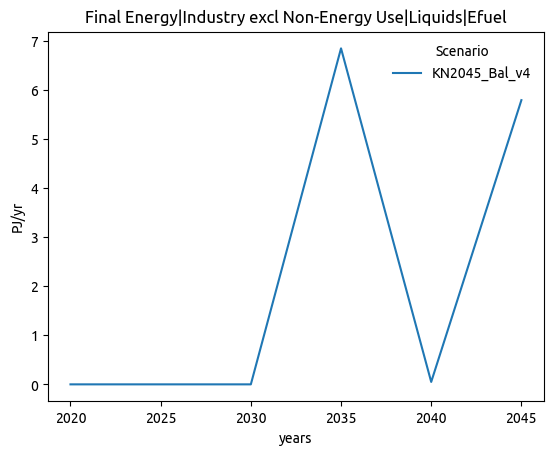 Final Energy|Industry excl Non-Energy Use|Liquids|Efuel
Scenario
KN2045_Bal_v4
PJ/yr
7
6
5
4
3
2
1
0
2020 2025 2030 2035 2040 2045
years